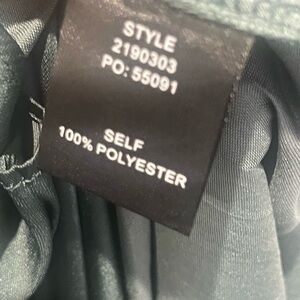 STYLE
2190303
PO: 55091
SELF
100% POLYESTER